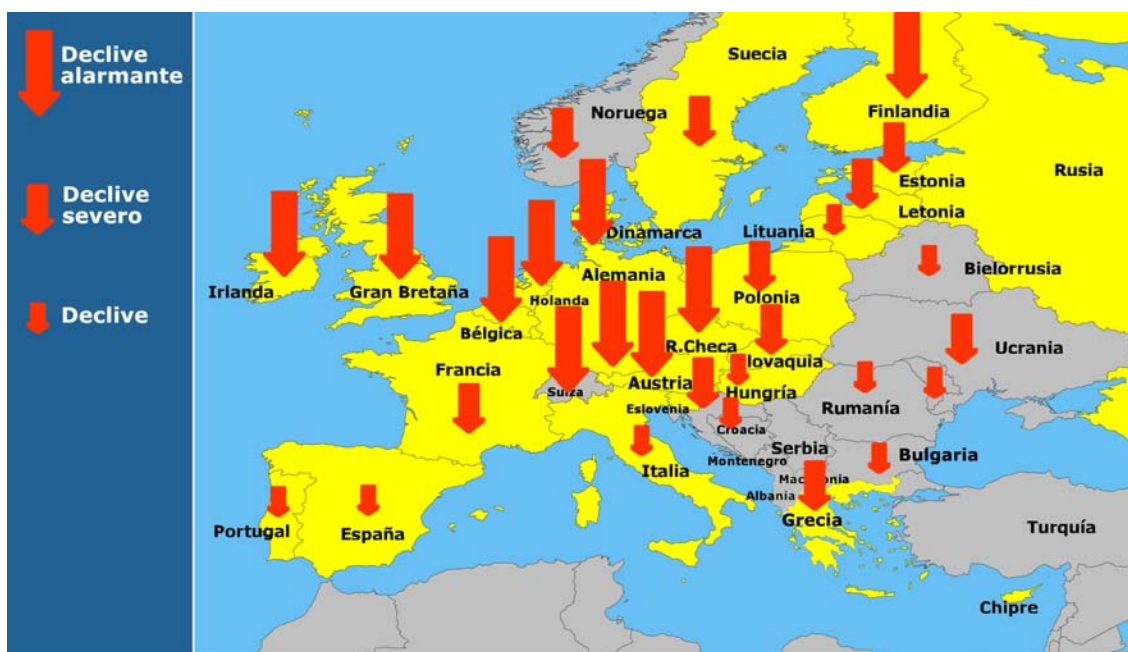 Declive
alarmante
Declive
severo
Declive
Suecia
Noruega
Finlandia
Rusia
Estonia
Letonia
Dinamarca
Lituania
Bielorrusia
Irlanda
Gran Bretaña
Alemania
Holanda
Polonia
Bélgica
R.Checa
Ucrania
Francia
lovaquia
Suiza
Austria
Hungría
Eslovenia
Rumanía
Croacia
Serbia
Bulgaria
Montenegro
Italia
Macedonia
Albania
Grecia
Portugal
España
Turquía
Chipre